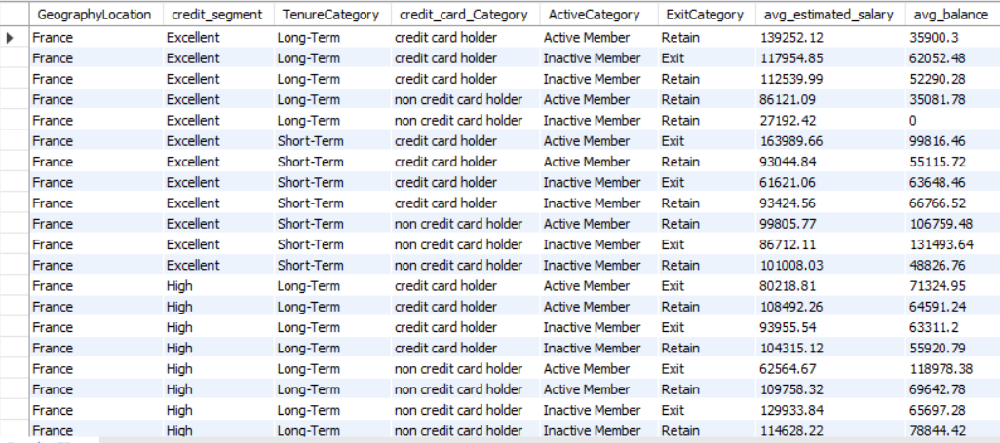 GeographyLocation credit_segment TenureCategory credit_card_Category ActiveCategory ExitCategory avg_estimated_salary avg_balance
France Excellent Long-Term credit card holder Active Member Retain 139252.12 35900.3
France Excellent Long-Term credit card holder Inactive Member Exit 117954.85 62052.48
France Excellent Long-Term credit card holder Inactive Member Retain 112539.99 52290.28
France Excellent Long-Term non credit card holder Active Member Retain 86121.09 35081.78
France Excellent Long-Term non credit card holder Inactive Member Retain 27192.42 0
France Excellent Short-Term credit card holder Active Member Exit 163989.66 99816.46
France Excellent Short-Term credit card holder Active Member Retain 93044.84 55115.72
France Excellent Short-Term credit card holder Inactive Member Exit 61621.06 63648.46
France Excellent Short-Term credit card holder Inactive Member Retain 93424.56 66766.52
France Excellent Short-Term non credit card holder Active Member Retain 99805.77 106759.48
France Excellent Short-Term non credit card holder Inactive Member Exit 86712.11 131493.64
France Excellent Short-Term non credit card holder Inactive Member Retain 101008.03 48826.76
France High Long-Term credit card holder Active Member Exit 80218.81 71324.95
France High Long-Term credit card holder Active Member Retain 108492.26 64591.24
France High Long-Term credit card holder Inactive Member Exit 93955.54 63311.2
France High Long-Term credit card holder Inactive Member Retain 104315.12 55920.79
France High Long-Term non credit card holder Active Member Exit 62564.67 118978.38
France High Long-Term non credit card holder Active Member Retain 109758.32 69642.78
France High Long-Term non credit card holder Inactive Member Exit 129933.84 65697.28
France High Long-Term non credit card holder Inactive Member Retain 114628.22 78844.42